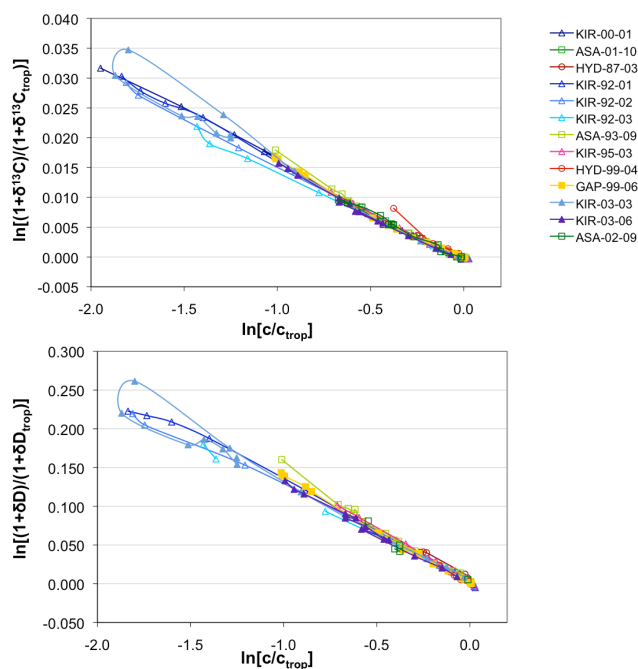 0.040
0.035
0.030
0.025
0.020
0.015
0.010
0.005
0.000
-0.005
ln[(1+δ¹³C)/(1+δ¹³C_trop)]
-2.0 -1.5 -1.0 -0.5 0.0
ln[c/c_trop]
KIR-00-01
ASA-01-10
HYD-87-03
KIR-92-01
KIR-92-02
KIR-92-03
ASA-93-09
KIR-95-03
HYD-99-04
GAP-99-06
KIR-03-03
KIR-03-06
ASA-02-09
0.300
0.250
0.200
0.150
0.100
0.050
0.000
-0.050
ln[(1+δD)/(1+δD_trop)]
-2.0 -1.5 -1.0 -0.5 0.0
ln[c/c_trop]